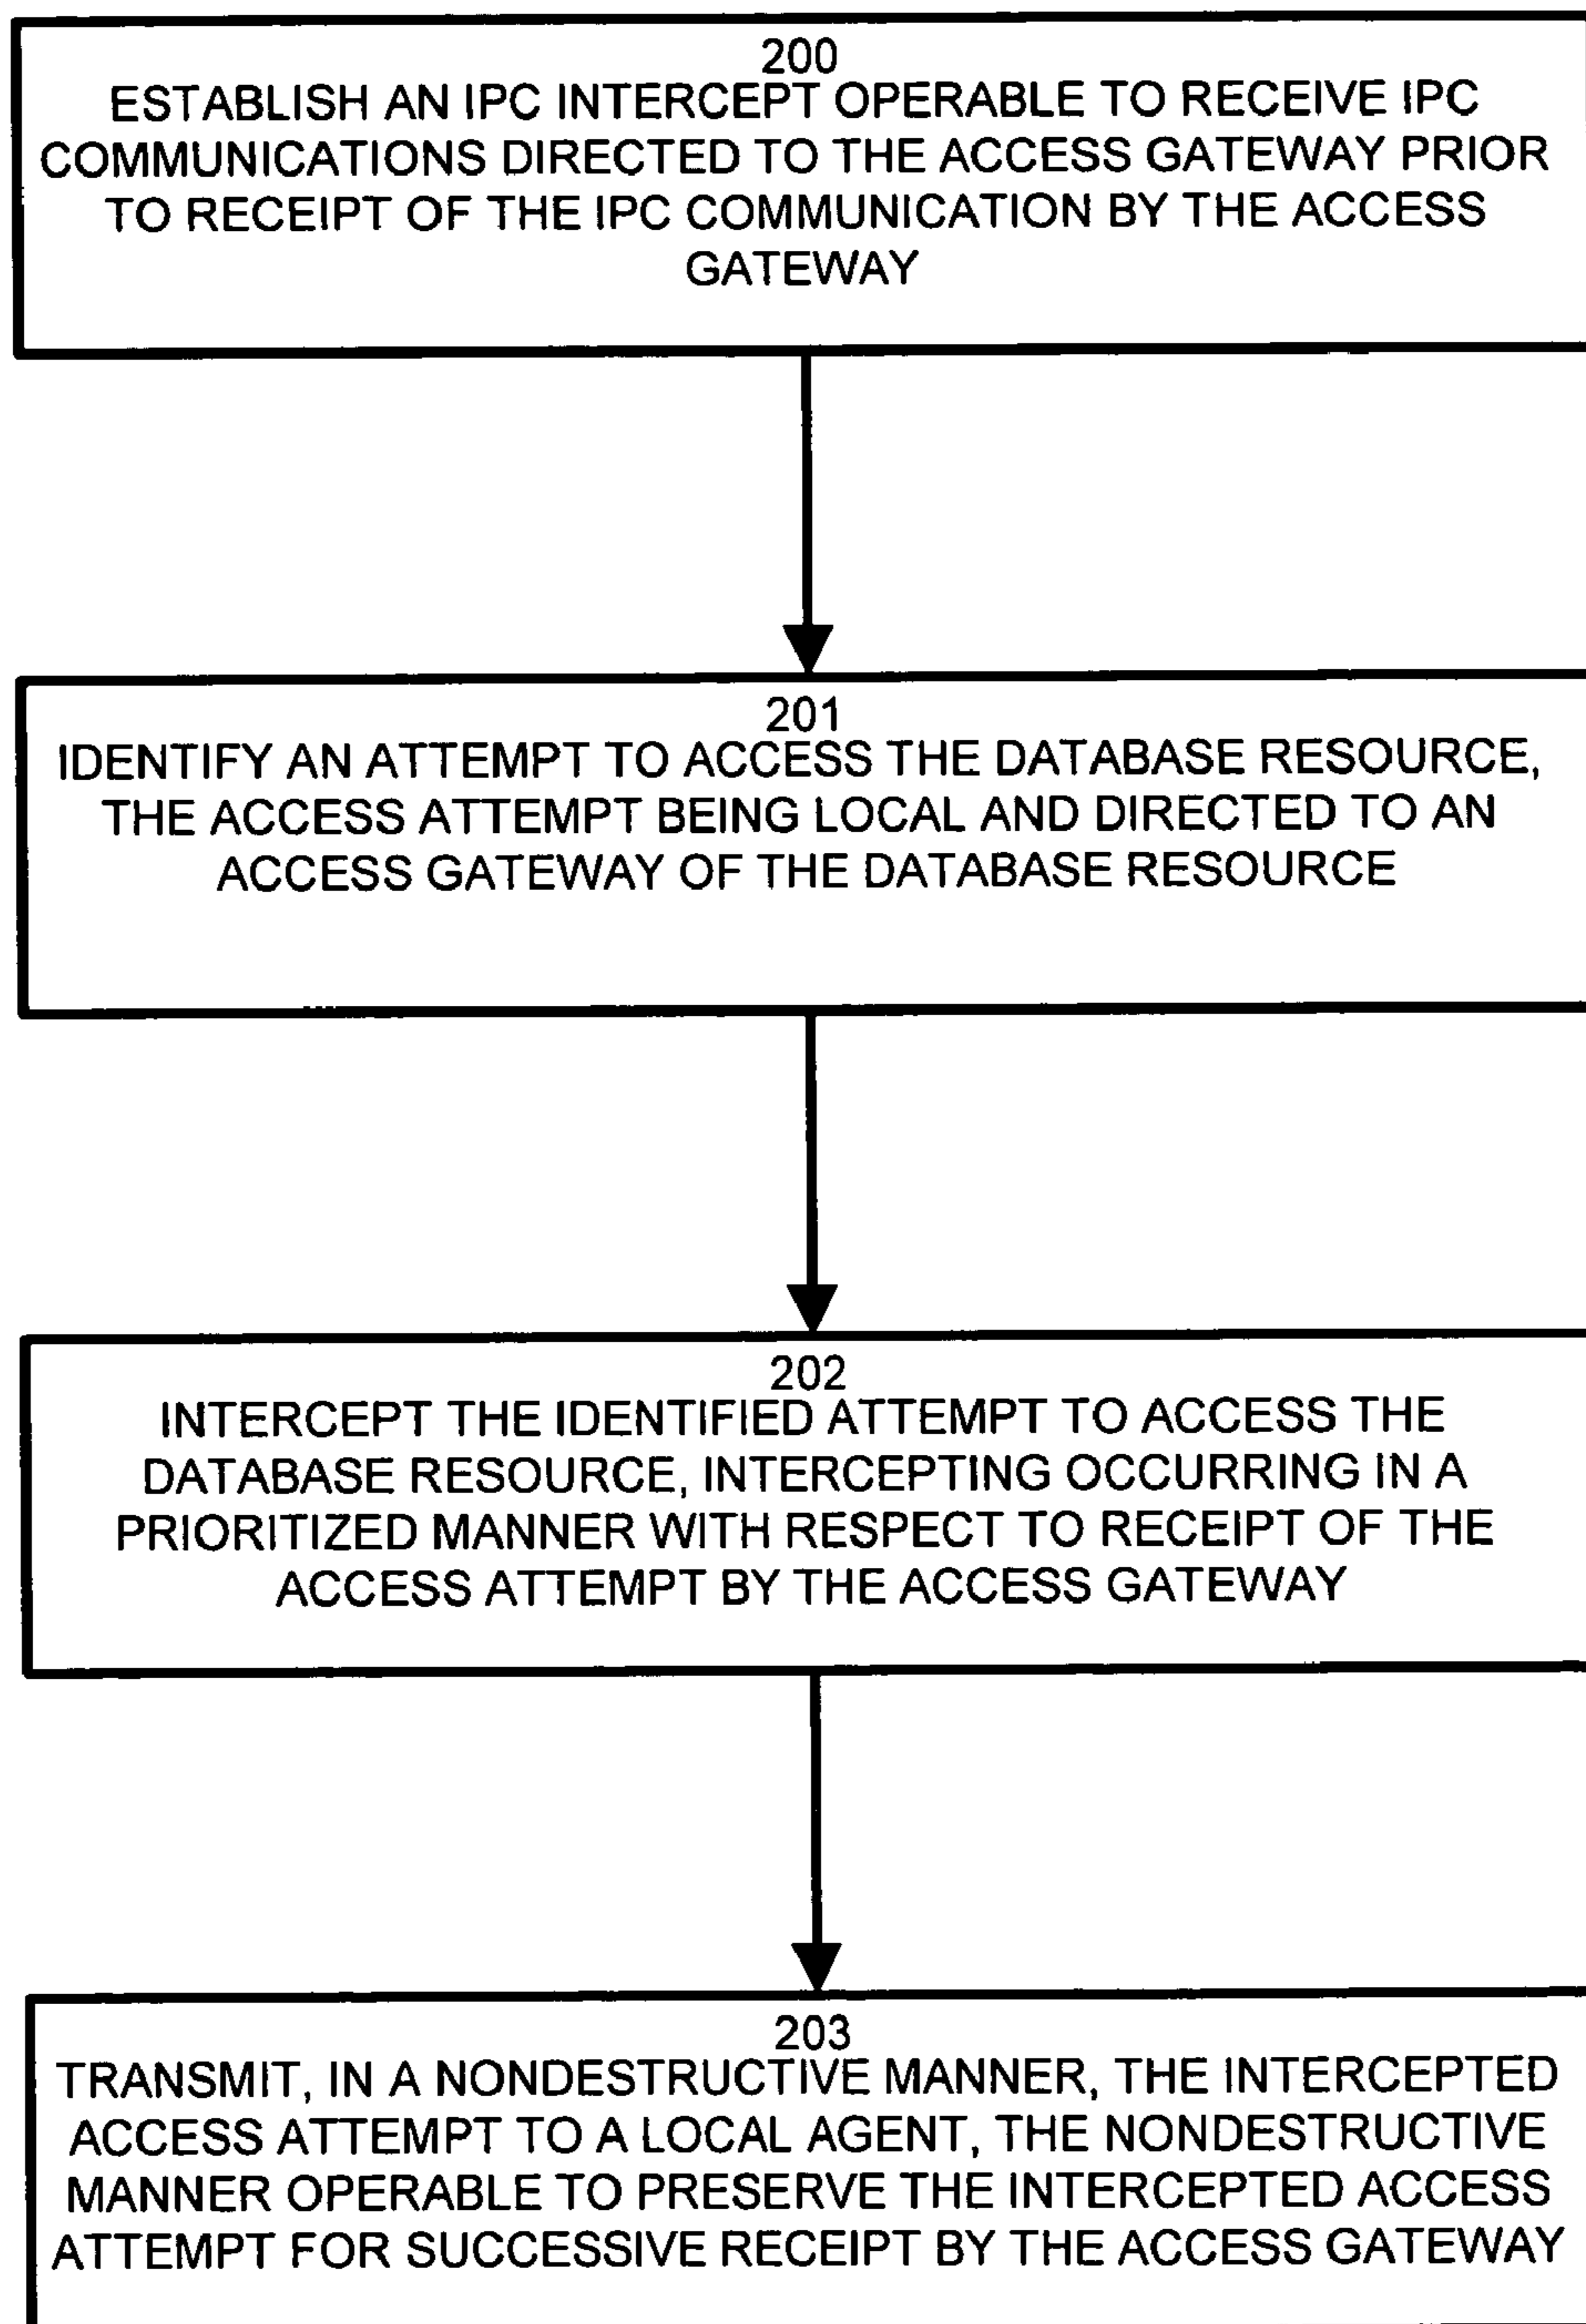 200
ESTABLISH AN IPC INTERCEPT OPERABLE TO RECEIVE IPC
COMMUNICATIONS DIRECTED TO THE ACCESS GATEWAY PRIOR
TO RECEIPT OF THE IPC COMMUNICATION BY THE ACCESS
GATEWAY
201
IDENTIFY AN ATTEMPT TO ACCESS THE DATABASE RESOURCE,
THE ACCESS ATTEMPT BEING LOCAL AND DIRECTED TO AN
ACCESS GATEWAY OF THE DATABASE RESOURCE
202
INTERCEPT THE IDENTIFIED ATTEMPT TO ACCESS THE
DATABASE RESOURCE, INTERCEPTING OCCURRING IN A
PRIORITIZED MANNER WITH RESPECT TO RECEIPT OF THE
ACCESS ATTEMPT BY THE ACCESS GATEWAY
203
TRANSMIT, IN A NONDESTRUCTIVE MANNER, THE INTERCEPTED
ACCESS ATTEMPT TO A LOCAL AGENT, THE NONDESTRUCTIVE
MANNER OPERABLE TO PRESERVE THE INTERCEPTED ACCESS
ATTEMPT FOR SUCCESSIVE RECEIPT BY THE ACCESS GATEWAY